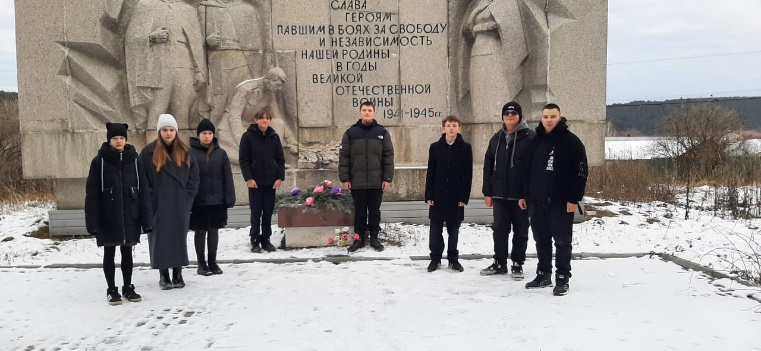 СЛАВА
ГЕРОЯМ
ПАВШИМ В БОЯХ ЗА СВОБОДУ
И НЕЗАВИСИМОСТЬ
НАШЕЙ РОДИНЫ
В ГОДЫ
ВЕЛИКОЙ
ОТЕЧЕСТВЕННОЙ
ВОЙНЫ
1941-1945гг.